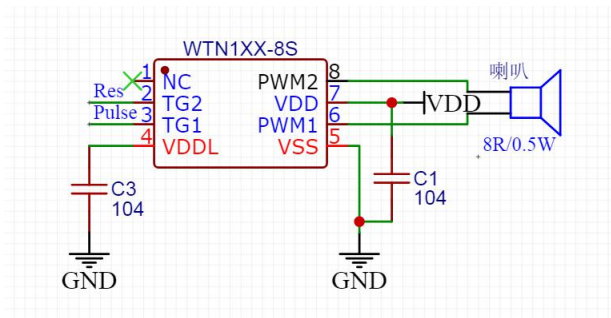 WTN1XX-8S
1 NC PWM2 8
喇叭
Res 2 TG2 VDD 7 VDD
Pulse 3 TG1 PWM1 6
4 VDDL VSS 5
8R/0.5W
C3
104
C1
104
GND
GND